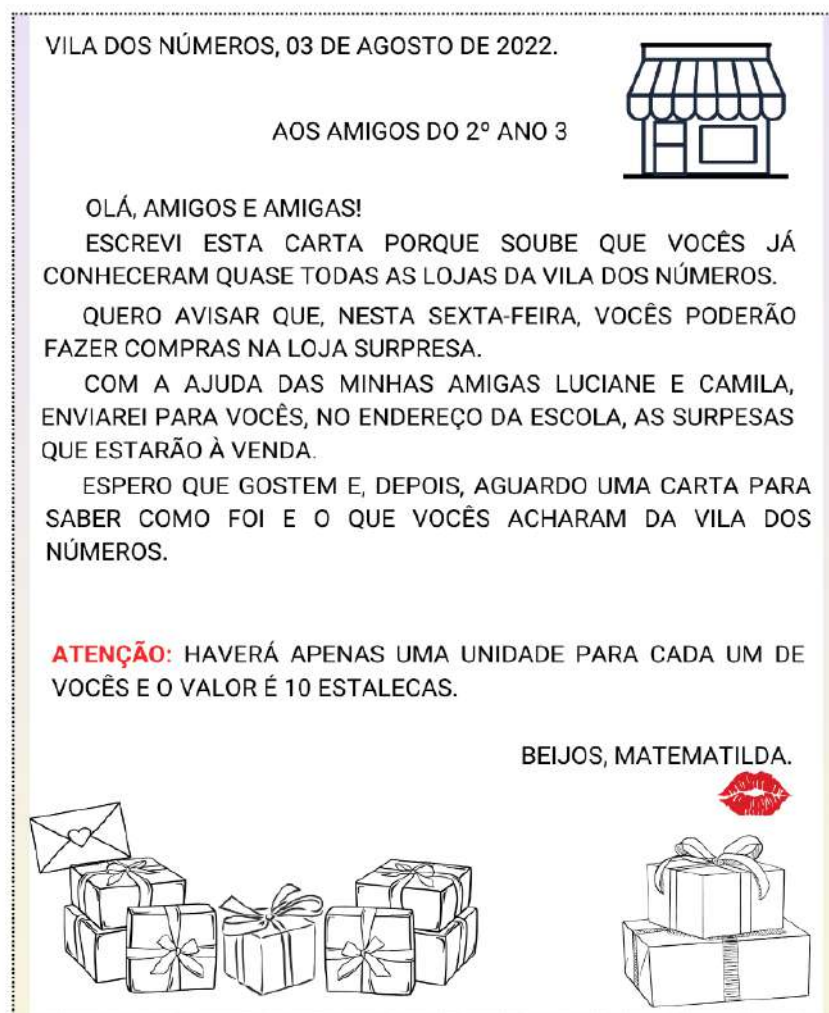 VILA DOS NÚMEROS, 03 DE AGOSTO DE 2022.
AOS AMIGOS DO 2º ANO 3
OLÁ, AMIGOS E AMIGAS!
ESCREVI ESTA CARTA PORQUE SOUBE QUE VOCÊS JÁ
CONHECERAM QUASE TODAS AS LOJAS DA VILA DOS NÚMEROS.
QUERO AVISAR QUE, NESTA SEXTA-FEIRA, VOCÊS PODERÃO
FAZER COMPRAS NA LOJA SURPRESA.
COM A AJUDA DAS MINHAS AMIGAS LUCIANE E CAMILA,
ENVIAREI PARA VOCÊS, NO ENDEREÇO DA ESCOLA, AS SURPESAS
QUE ESTARÃO À VENDA.
ESPERO QUE GOSTEM E, DEPOIS, AGUARDO UMA CARTA PARA
SABER COMO FOI E O QUE VOCÊS ACHARAM DA VILA DOS
NÚMEROS.
ATENÇÃO: HAVERÁ APENAS UMA UNIDADE PARA CADA UM DE
VOCÊS E O VALOR É 10 ESTALECAS.
BEIJOS, MATEMATILDA.